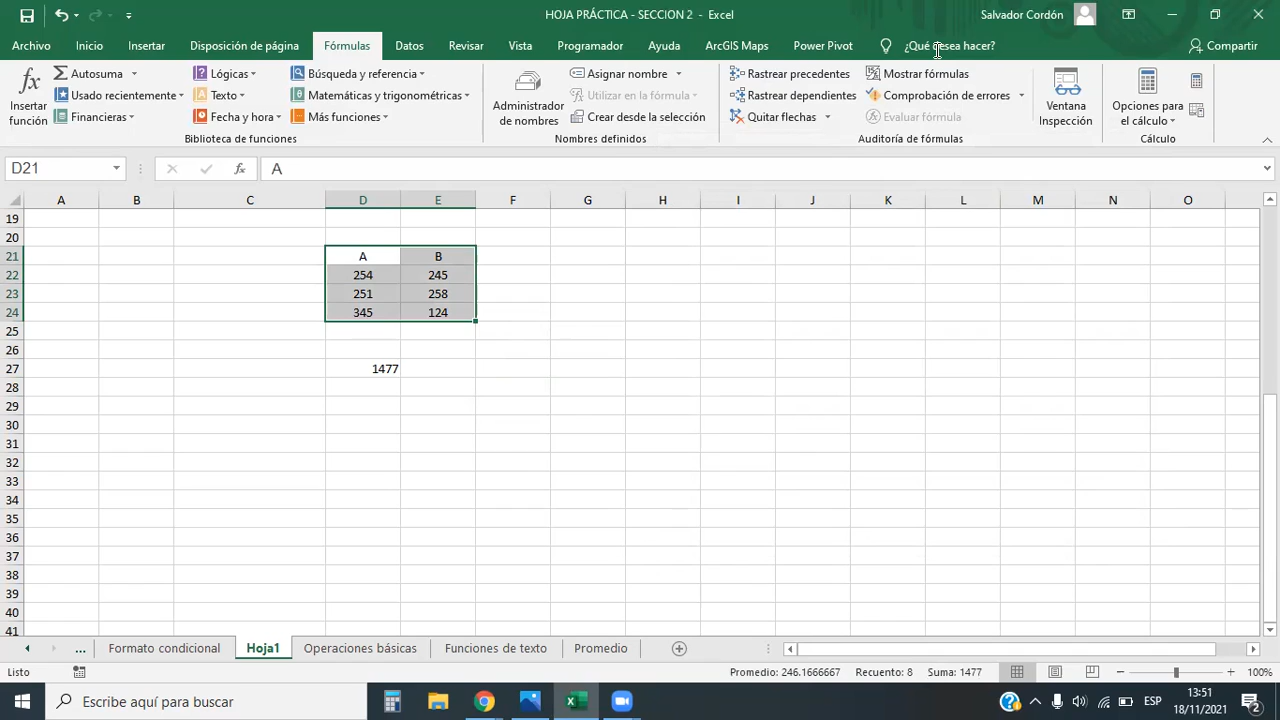 HOJA PRÁCTICA - SECCION 2 - Excel
Salvador Cordón
Archivo Inicio Insertar Disposición de página Fórmulas Datos Revisar Vista Programador Ayuda ArcGIS Maps Power Pivot ¿Qué desea hacer? Compartir
Insertar función
Autosuma
Usado recientemente
Financieras
Lógicas
Texto
Fecha y hora
Búsqueda y referencia
Matemáticas y trigonométricas
Más funciones
Biblioteca de funciones
Administrador de nombres
Asignar nombre
Utilizar en la fórmula
Crear desde la selección
Nombres definidos
Rastrear precedentes
Rastrear dependientes
Quitar flechas
Mostrar fórmulas
Comprobación de errores
Evaluar fórmula
Auditoría de fórmulas
Ventana Inspección
Opciones para el cálculo
Cálculo
D21 fx A
A B C D E F G H I J K L M N O
19
20
21 A B
22 254 245
23 251 258
24 345 124
25
26
27 1477
28
29
30
31
32
33
34
35
36
37
38
39
40
41
... Formato condicional Hoja1 Operaciones básicas Funciones de texto Promedio
Listo Promedio: 246.1666667 Recuento: 8 Suma: 1477 100%
Escribe aquí para buscar
ESP
13:51
18/11/2021
2